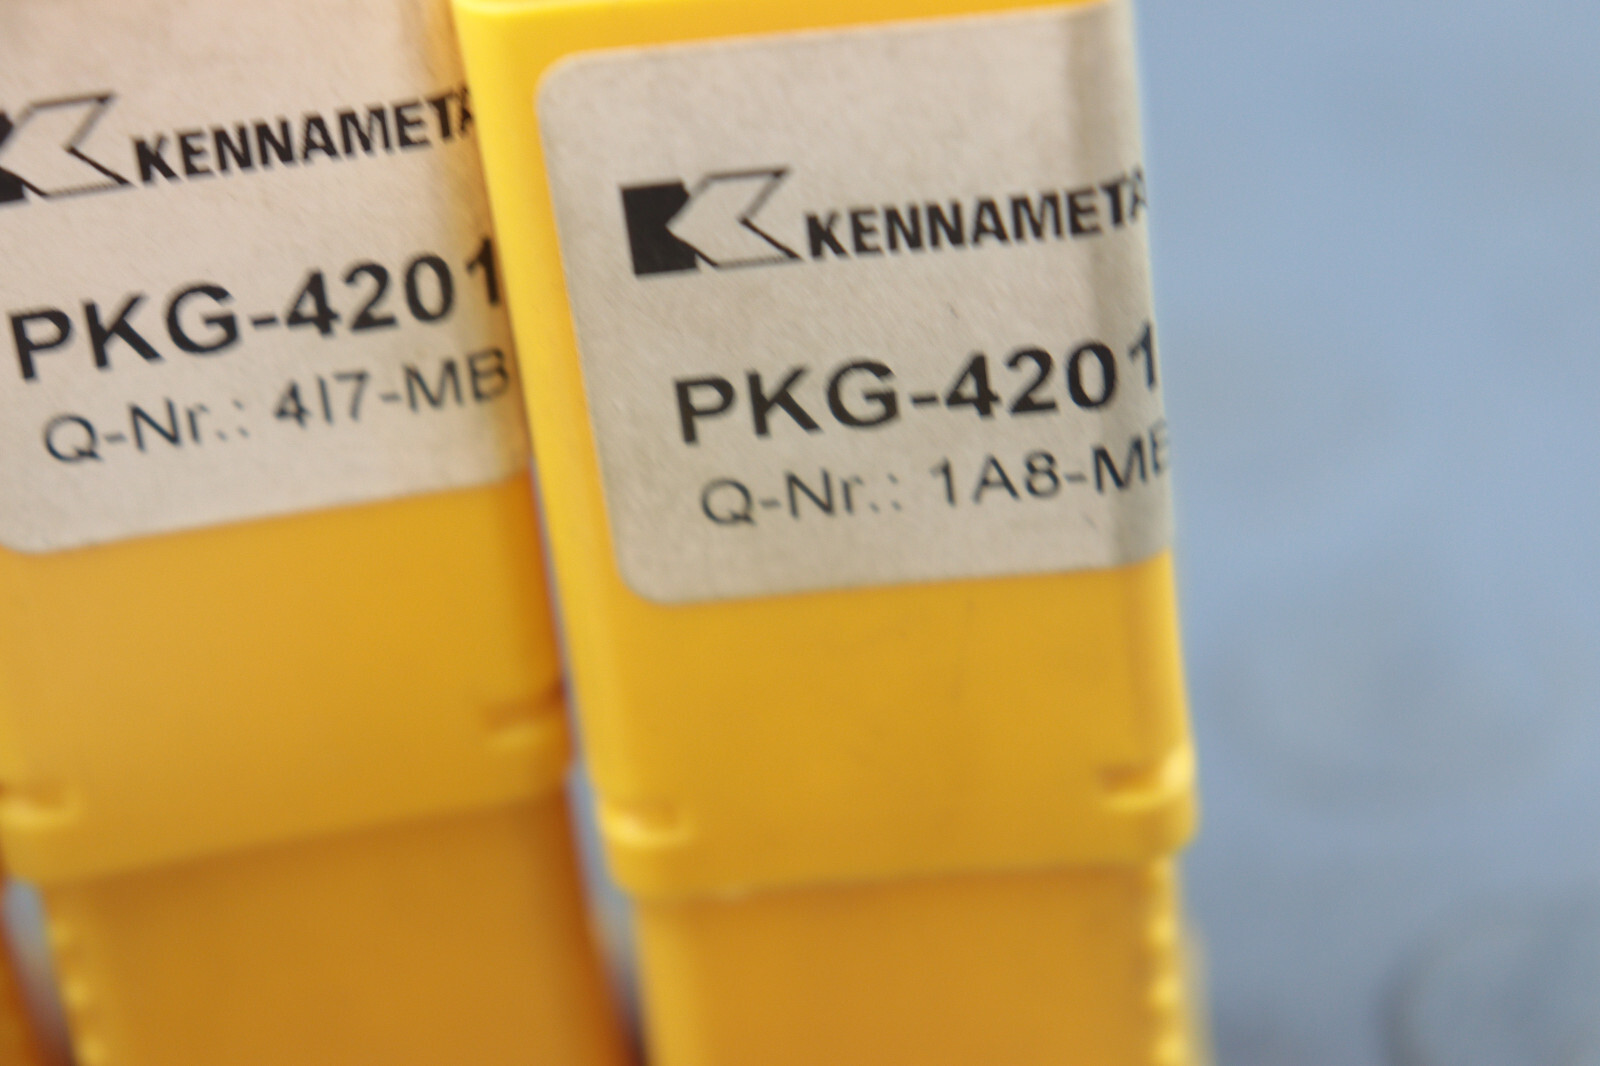 KENNAMETA
PKG-4201
Q-Nr.: 4I7-MB
KENNAMETA
PKG-4201
Q-Nr.: 1A8-MB